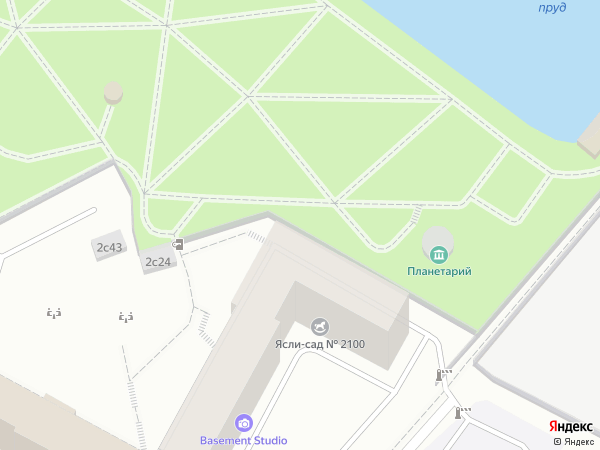 пруд
2с43
2с24
Планетарий
Ясли-сад № 2100
Basement Studio
Яндекс
© Яндекс